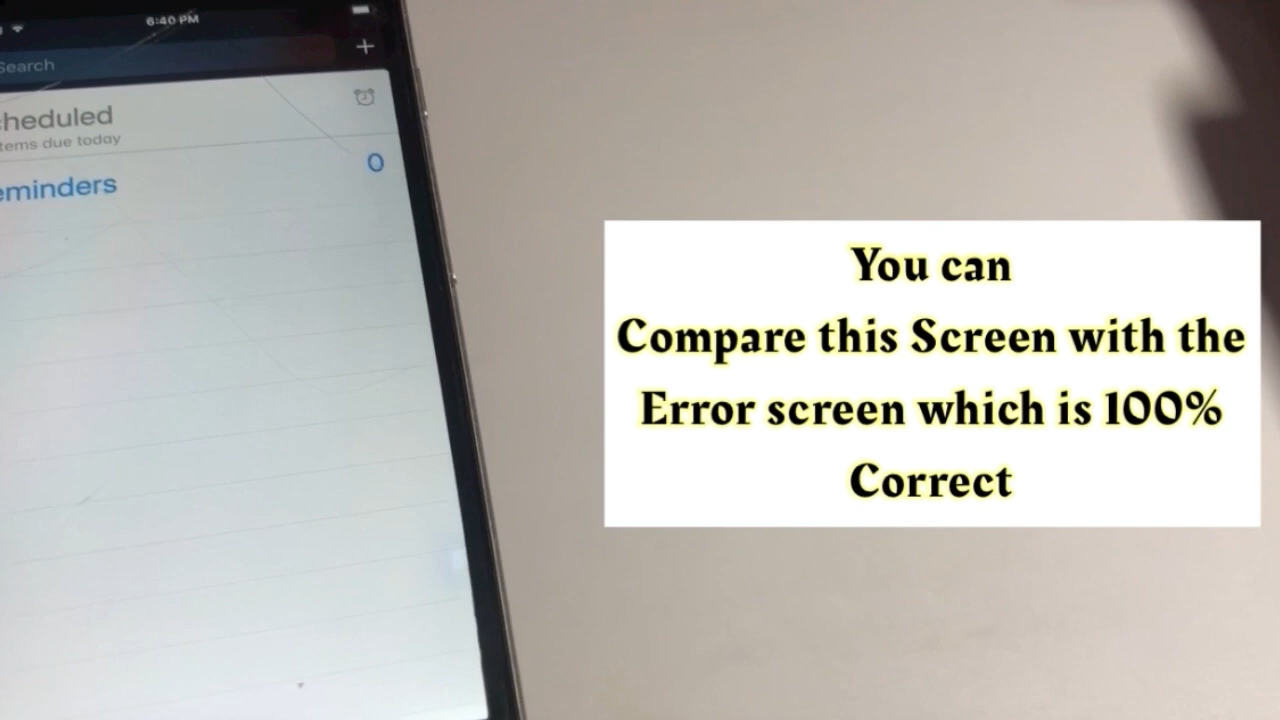 6:40 PM
Search
cheduled
tems due today
0
eminders
You can
Compare this Screen with the
Error screen which is 100%
Correct